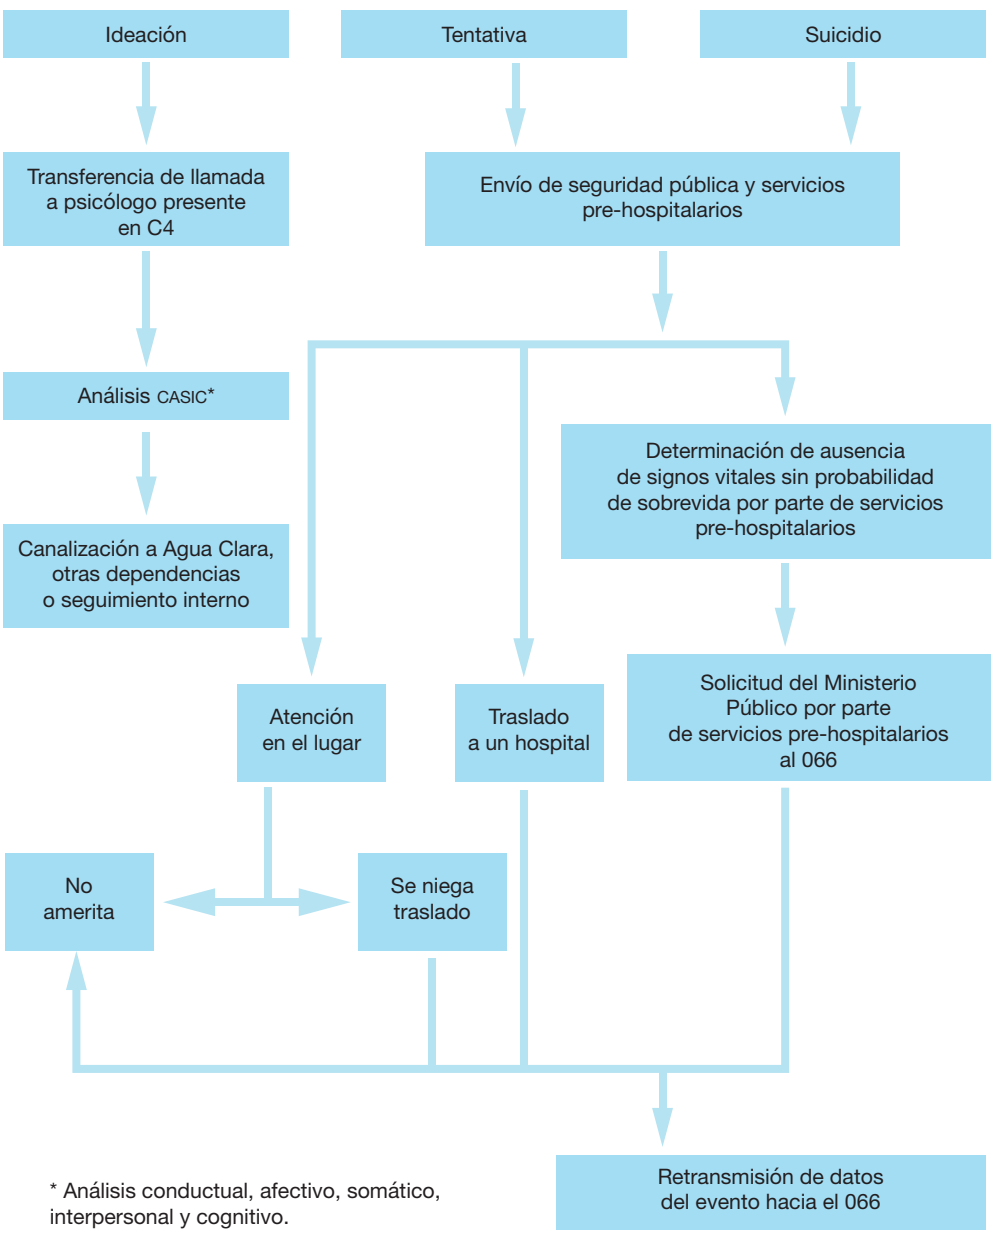 Ideación
Tentativa
Suicidio
Transferencia de llamada
a psicólogo presente
en C4
Envío de seguridad pública y servicios
pre-hospitalarios
Análisis CASIC*
Determinación de ausencia
de signos vitales sin probabilidad
de sobrevida por parte de servicios
pre-hospitalarios
Canalización a Agua Clara,
otras dependencias
o seguimiento interno
Atención
en el lugar
Traslado
a un hospital
Solicitud del Ministerio
Público por parte
de servicios pre-hospitalarios
al 066
No
amerita
Se niega
traslado
Retransmisión de datos
del evento hacia el 066
* Análisis conductual, afectivo, somático,
interpersonal y cognitivo.